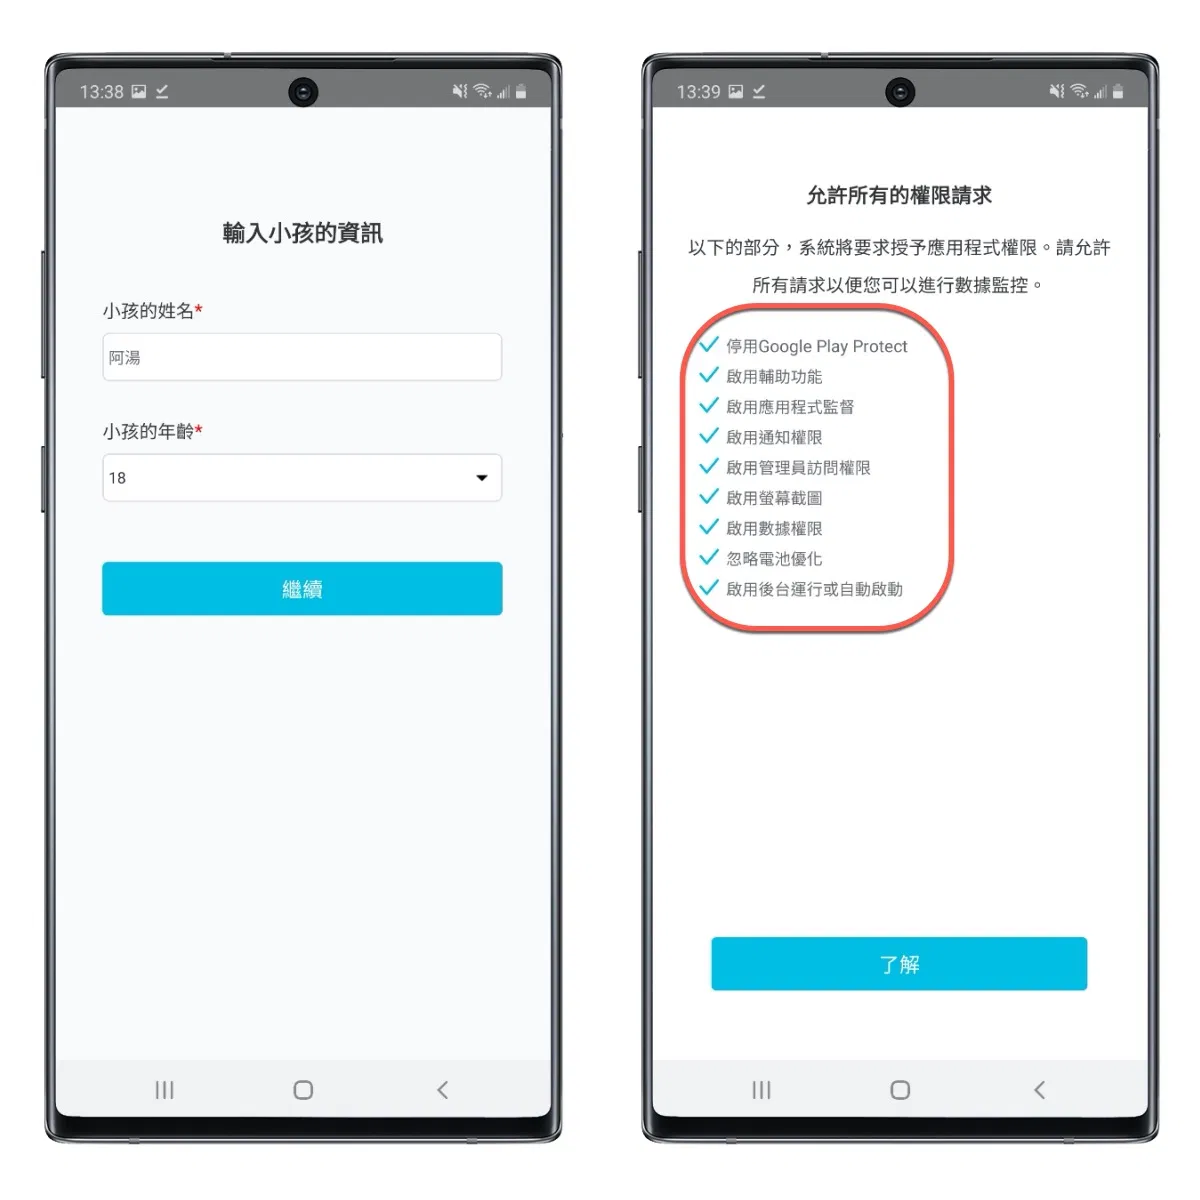 13:38
輸入小孩的資訊
小孩的姓名*
阿湯
小孩的年齡*
18
繼續
13:39
允許所有的權限請求
以下的部分，系統將要求授予應用程式權限。請允許
所有請求以便您可以進行數據監控。
停用Google Play Protect
啟用輔助功能
啟用應用程式監督
啟用通知權限
啟用管理員訪問權限
啟用螢幕截圖
啟用數據權限
忽略電池優化
啟用後台運行或自動啟動
了解